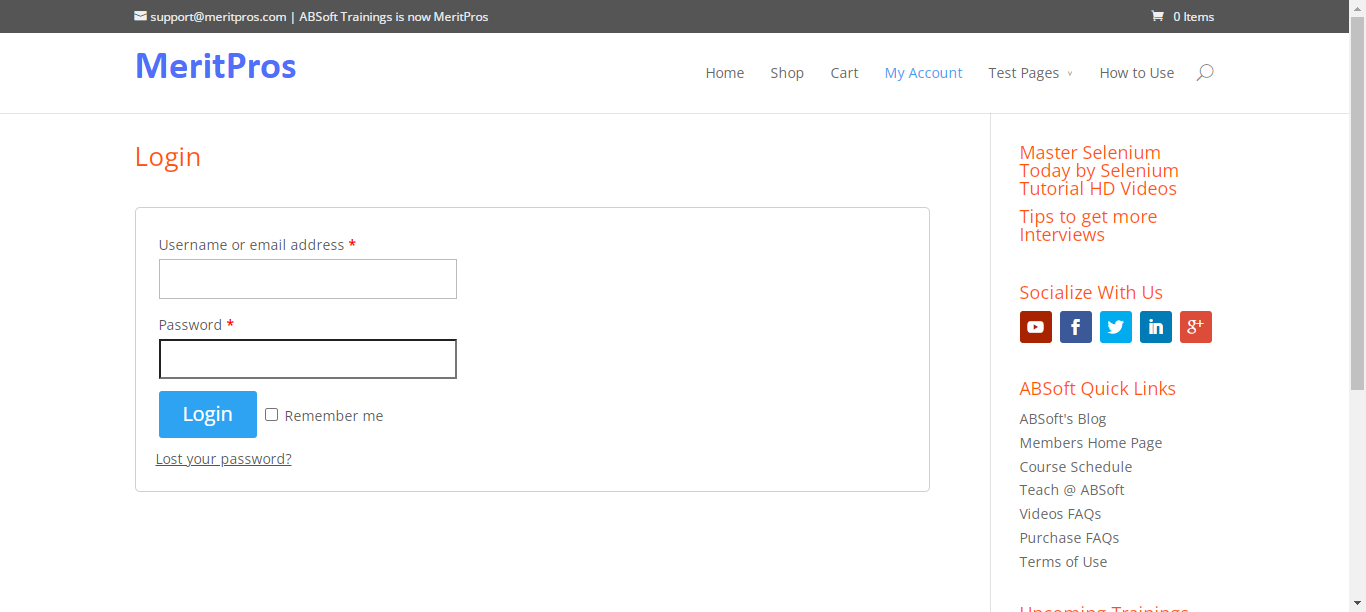 support@meritpros.com | ABSoft Trainings is now MeritPros
0 Items
MeritPros
Home Shop Cart My Account Test Pages How to Use
Login
Username or email address *
Password *
Login Remember me
Lost your password?
Master Selenium
Today by Selenium
Tutorial HD Videos
Tips to get more
Interviews
Socialize With Us
f in g+
ABSoft Quick Links
ABSoft's Blog
Members Home Page
Course Schedule
Teach @ ABSoft
Videos FAQs
Purchase FAQs
Terms of Use
Upcoming Trainings